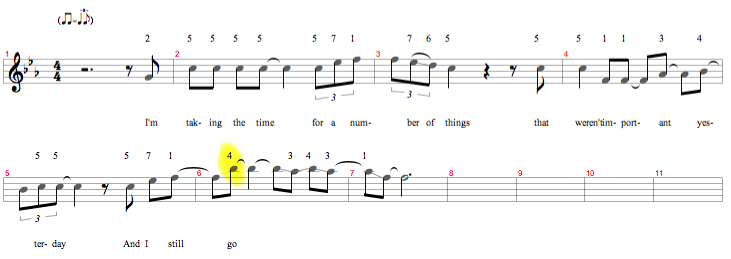 2 5 5 5 5 5 7 1 7 6 5 5 5 1 1 3 4
1 2 3 4
4
4
3 3
I'm tak- ing the time for a num- ber of things that weren'tim- port- ant yes-
5 5 5 7 1 4 3 4 3 1
5 6 7 8 9 10 11
3
ter- day And I still go